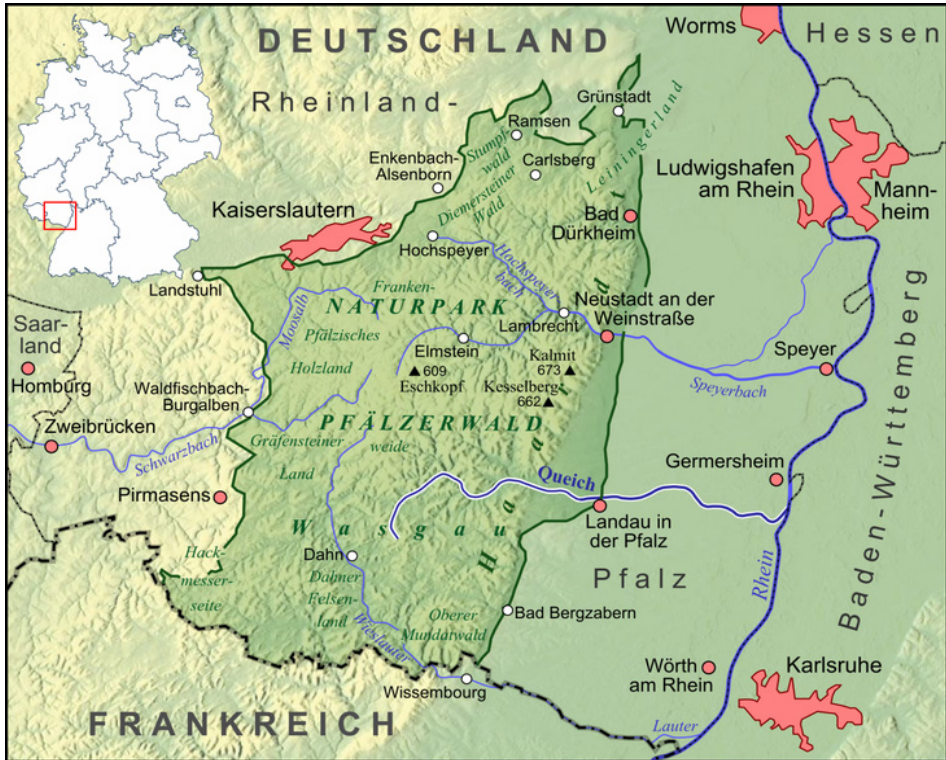 DEUTSCHLAND
Worms
Hessen
Rheinland-
Grünstadt
Ramsen
Leiningerland
Stumpf-
wald
Carlsberg
Enkenbach-
Alsenborn
Diemersteiner
Wald
Ludwigshafen
am Rhein
Mann-
heim
Kaiserslautern
Bad
Dürkheim
Hochspeyer
Hochspeyer-
bach
Landstuhl
Franken-
NATURPARK
Moosalb
Pfälzisches
Holzland
Lambrecht
Neustadt an der
Weinstraße
Saar-
land
Homburg
Elmstein
609
Eschkopf
Kalmit
673
Kesselberg
662
Speyer
Speyerbach
Waldfischbach-
Burgalben
PFÄLZERWALD
weide
Zweibrücken
Schwarzbach
Gräfensteiner
Land
Haardt
Baden-Württemberg
Pirmasens
Queich
Germersheim
Landau in
der Pfalz
Wasgau
Dahn
Hack-
messer-
seite
Dahner
Felsen-
land
Pfalz
Rhein
Oberer
Mundatwald
Bad Bergzabern
Wieslauter
Wissembourg
Wörth
am Rhein
Karlsruhe
FRANKREICH
Lauter